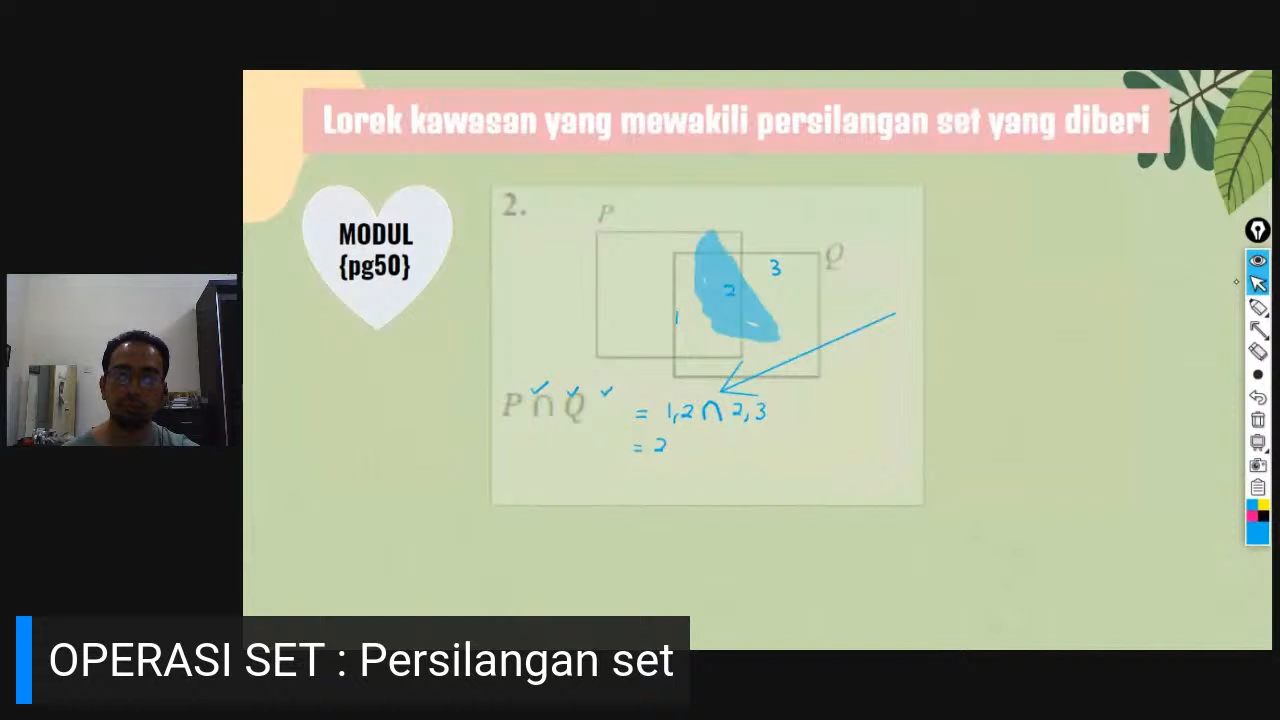 Lorek kawasan yang mewakili persilangan set yang diberi
MODUL
{pg50}
2.
P
Q
3
2
1
P ∩ Q = 1,2 ∩ 2,3
= 2
OPERASI SET : Persilangan set